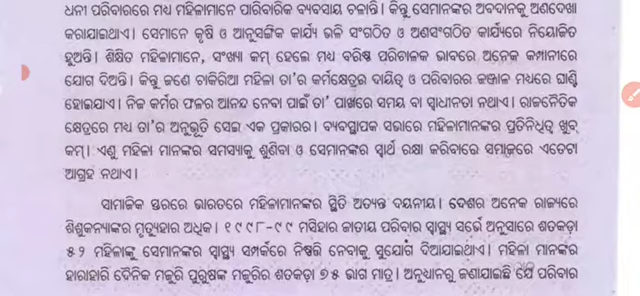 ଧନୀ ପରିବାରରେ ମଧ୍ୟ ମହିଳାମାନେ ପାରିବାରିକ ବ୍ୟବସାୟ ଚଳାନ୍ତି। କିନ୍ତୁ ସେମାନଙ୍କର ଅବଦାନକୁ ଅଣଦେଖା
କରାଯାଇଥାଏ। ସେମାନେ କୃଷି ଓ ଆନୁସଙ୍ଗିକ କାର୍ଯ୍ୟ ଭଳି ସଂଗଠିତ ଓ ଅଣସଂଗଠିତ କାର୍ଯ୍ୟରେ ନିୟୋଜିତ
ହୁଅନ୍ତି। ଶିକ୍ଷିତ ମହିଳାମାନେ, ସଂଖ୍ୟା କମ୍ ହେଲେ ମଧ୍ୟ ବରିଷ୍ଠ ପରିଚାଳକ ଭାବରେ ଅନେକ କମ୍ପାନୀରେ
ଯୋଗ ଦିଅନ୍ତି। କିନ୍ତୁ ଜଣେ ଚାକିରିଆ ମହିଳା ତା'ର କର୍ମକ୍ଷେତ୍ରର ଦାୟିତ୍ୱ ଓ ପରିବାରର ଜଞ୍ଜାଳ ମଧ୍ୟରେ ଘାଣ୍ଟି
ହୋଇଯାଏ। ନିଜ କର୍ମର ଫଳର ଆନନ୍ଦ ନେବା ପାଇଁ ତା' ପାଖରେ ସମୟ ବା ସ୍ୱାଧୀନତା ନଥାଏ। ରାଜନୈତିକ
କ୍ଷେତ୍ରରେ ମଧ୍ୟ ତା'ର ଅନୁଭୂତି ସେଇ ଏକ ପ୍ରକାରର। ବ୍ୟବସ୍ଥାପକ ସଭାରେ ମହିଳାମାନଙ୍କର ପ୍ରତିନିଧିତ୍ୱ ଖୁବ୍
କମ୍। ଏଣୁ ମହିଳା ମାନଙ୍କର ସମସ୍ୟାକୁ ଶୁଣିବା ଓ ସେମାନଙ୍କର ସ୍ୱାର୍ଥ ରକ୍ଷା କରିବାରେ ସମାଜରେ ଏତେଟା
ଆଗ୍ରହ ନଥାଏ।
ସାମାଜିକ ସ୍ତରରେ ଭାରତରେ ମହିଳାମାନଙ୍କର ସ୍ଥିତି ଅତ୍ୟନ୍ତ ଦୟନୀୟ। ଦେଶର ଅନେକ ରାଜ୍ୟରେ
ଶିଶୁକନ୍ୟାଙ୍କର ମୃତ୍ୟୁହାର ଅଧିକ। ୧୯୯୮-୯୯ ମସିହାର ଜାତୀୟ ପରିବାର ସ୍ୱାସ୍ଥ୍ୟ ସର୍ଭେ ଅନୁସାରେ ଶତକଡ଼ା
୫୨ ମହିଳାଙ୍କୁ ସେମାନଙ୍କର ସ୍ୱାସ୍ଥ୍ୟ ସମ୍ପର୍କରେ ନିଷ୍ପତ୍ତି ନେବାକୁ ସୁଯୋଗ ଦିଆଯାଇଥାଏ। ମହିଳା ମାନଙ୍କର
ହାରାହାରି ଦୈନିକ ମଜୁରି ପୁରୁଷଙ୍କ ମଜୁରିର ଶତକଡ଼ା ୭୫ ଭାଗ ମାତ୍ର। ଅନୁଧ୍ୟାନରୁ ଜଣାଯାଇଛି ଯେ ପରିବାର